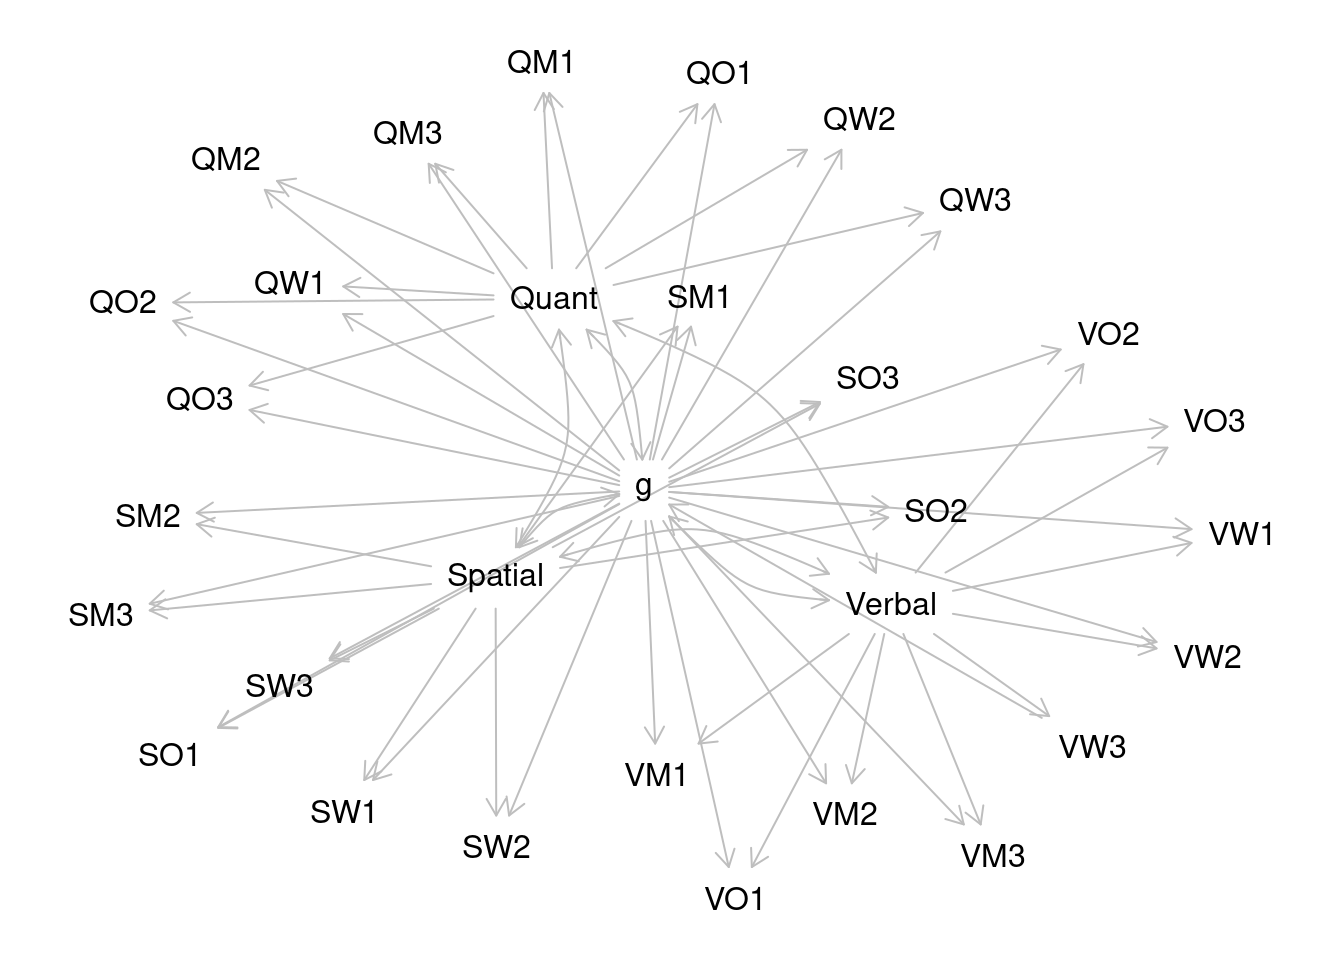 QM1
QO1
QW2
QM3
QM2
QW3
QW1
Quant
SM1
QO2
VO2
SO3
QO3
VO3
g
SM2
SO2
VW1
Spatial
Verbal
SM3
VW2
SW3
VW3
SO1
VM1
SW1
VM2
SW2
VM3
VO1